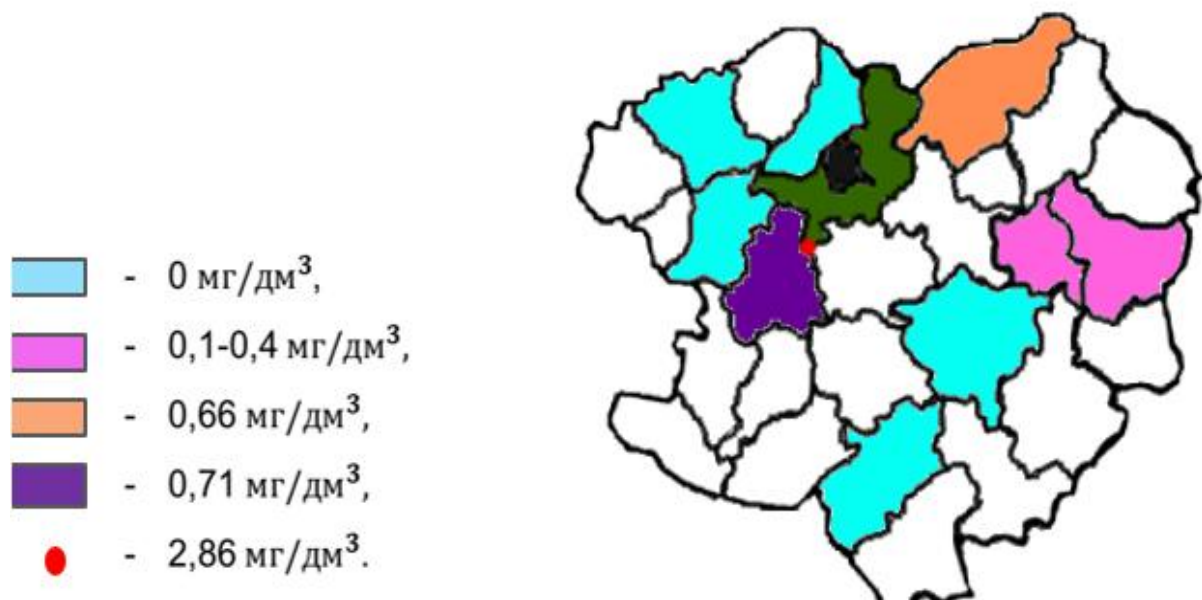 - 0 мг/дм³,
- 0,1-0,4 мг/дм³,
- 0,66 мг/дм³,
- 0,71 мг/дм³,
- 2,86 мг/дм³.